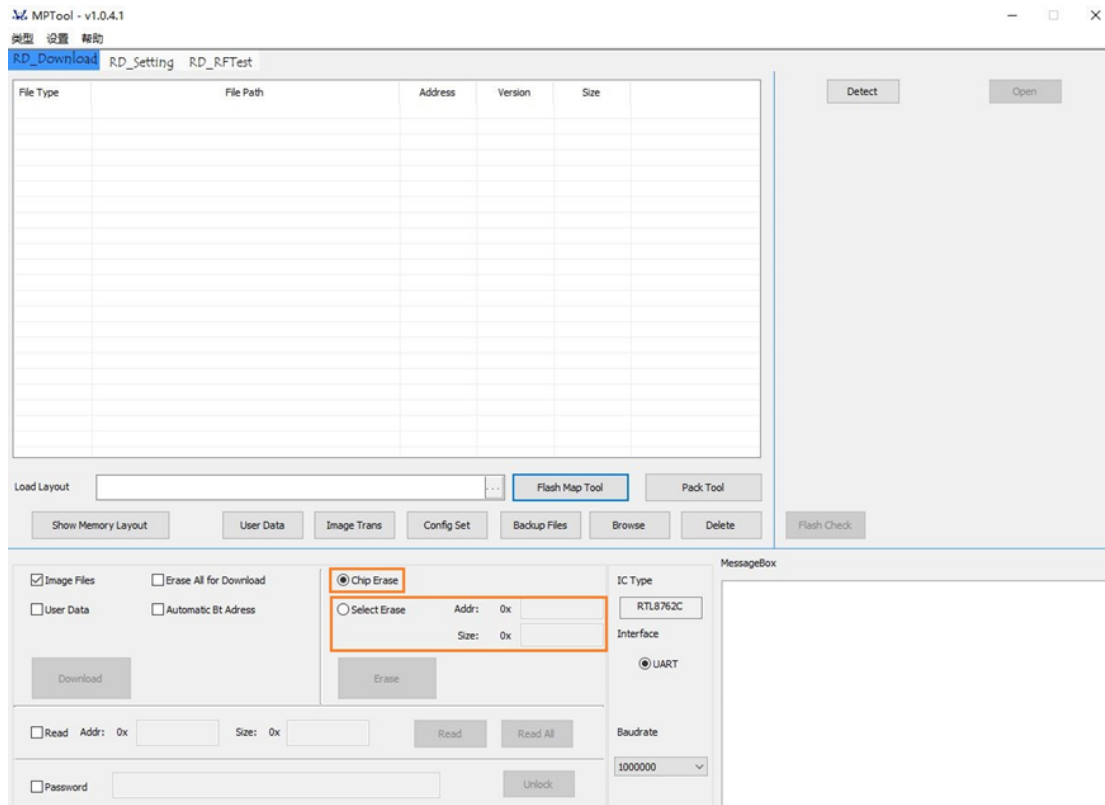 MPTool - v1.0.4.1
类型 设置 帮助
RD_Download RD_Setting RD_RFTest
File Type File Path Address Version Size
Detect Open
Load Layout ... Flash Map Tool Pack Tool
Show Memory Layout User Data Image Trans Config Set Backup Files Browse Delete Flash Check
MessageBox
Image Files Erase All for Download Chip Erase IC Type
User Data Automatic Bt Adress Select Erase Addr: 0x RTL8762C
Size: 0x Interface
UART
Download Erase
Read Addr: 0x Size: 0x Read Read All Baudrate
1000000
Password Unlock